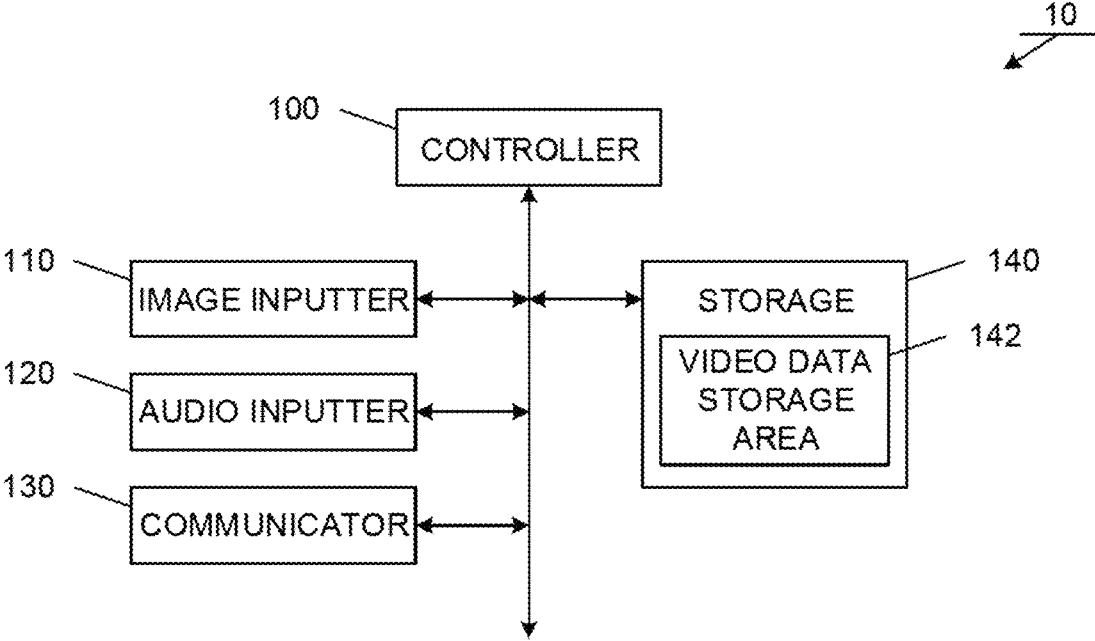 10
100
CONTROLLER
110
IMAGE INPUTTER
140
STORAGE
142
VIDEO DATA
STORAGE
AREA
120
AUDIO INPUTTER
130
COMMUNICATOR